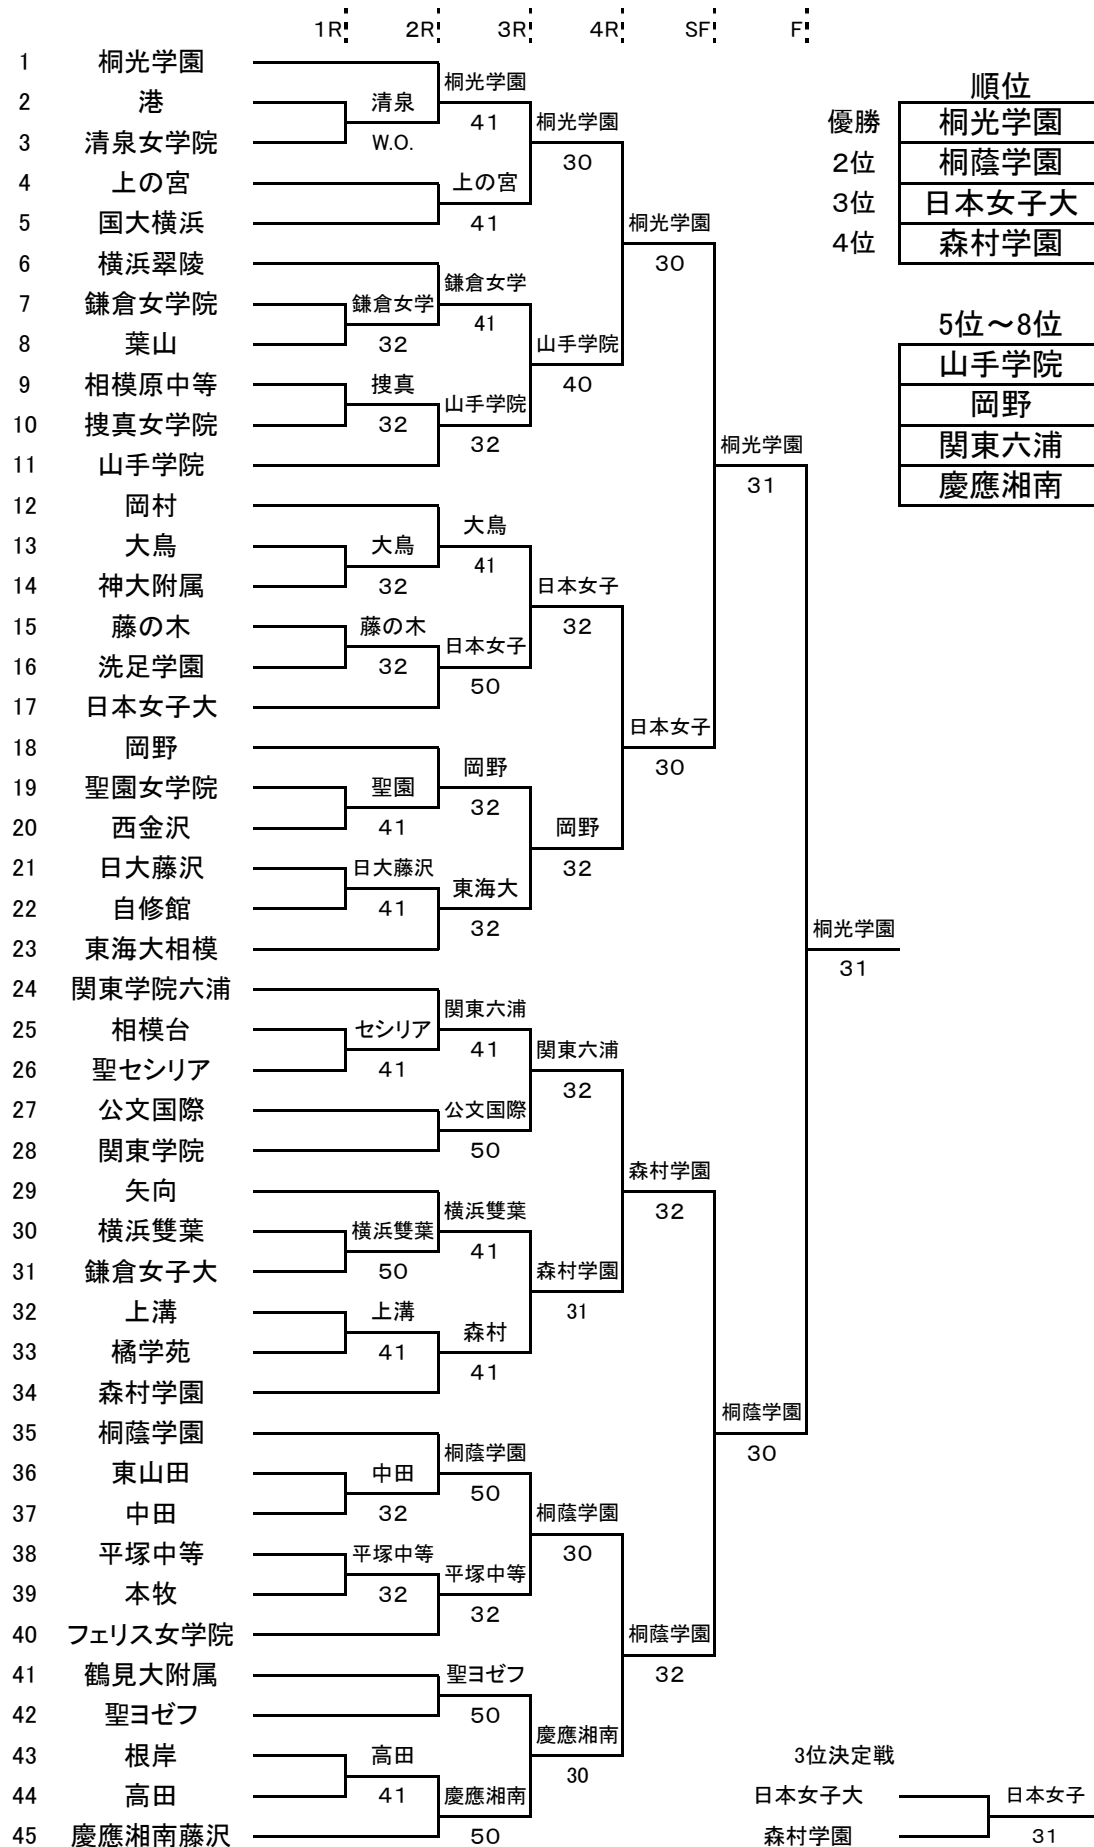 1R 2R 3R 4R SF F
1 桐光学園
桐光学園
2 港 清泉
41 桐光学園
3 清泉女学院 W.O.
30
4 上の宮 上の宮
5 国大横浜 41 桐光学園
6 横浜翠陵 30
鎌倉女学
7 鎌倉女学院 鎌倉女学
41
8 葉山 32 山手学院
9 相模原中等 捜真 40
山手学院
10 捜真女学院 32
32 桐光学園
11 山手学院
31
12 岡村
大鳥
13 大鳥 大鳥
41
14 神大附属 32 日本女子
15 藤の木 藤の木 32
日本女子
16 洗足学園 32
50
17 日本女子大
日本女子
18 岡野
岡野 30
19 聖園女学院 聖園
32
20 西金沢 41 岡野
21 日大藤沢 日大藤沢 32
東海大
22 自修館 41
32 桐光学園
23 東海大相模
31
24 関東学院六浦
関東六浦
25 相模台 セシリア
41 関東六浦
26 聖セシリア 41
32
27 公文国際 公文国際
28 関東学院 50
森村学園
29 矢向
横浜雙葉 32
30 横浜雙葉 横浜雙葉
41
31 鎌倉女子大 50 森村学園
32 上溝 上溝 31
森村
33 橘学苑 41
41
34 森村学園
桐蔭学園
35 桐蔭学園
桐蔭学園 30
36 東山田 中田
50
37 中田 32 桐蔭学園
38 平塚中等 平塚中等 30
平塚中等
39 本牧 32
32
40 フェリス女学院 桐蔭学園
41 鶴見大附属 聖ヨゼフ 32
42 聖ヨゼフ 50
慶應湘南
43 根岸 高田
30
44 高田 41 慶應湘南
45 慶應湘南藤沢 50
順位
優勝 桐光学園
2位 桐蔭学園
3位 日本女子大
4位 森村学園
5位～8位
山手学院
岡野
関東六浦
慶應湘南
3位決定戦
日本女子大 日本女子
森村学園 31